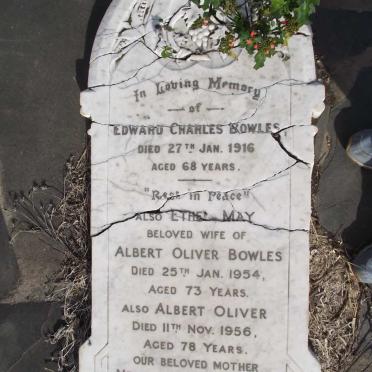 In Loving Memory
of
EDWARD CHARLES BOWLES,
DIED 27TH JAN. 1916
AGED 68 YEARS.
"Rest in Peace"
ALSO ETHEL MAY
BELOVED WIFE OF
ALBERT OLIVER BOWLES
DIED 25TH JAN. 1954,
AGED 73 YEARS.
ALSO ALBERT OLIVER
DIED 11TH NOV. 1956,
AGED 78 YEARS.
OUR BELOVED MOTHER